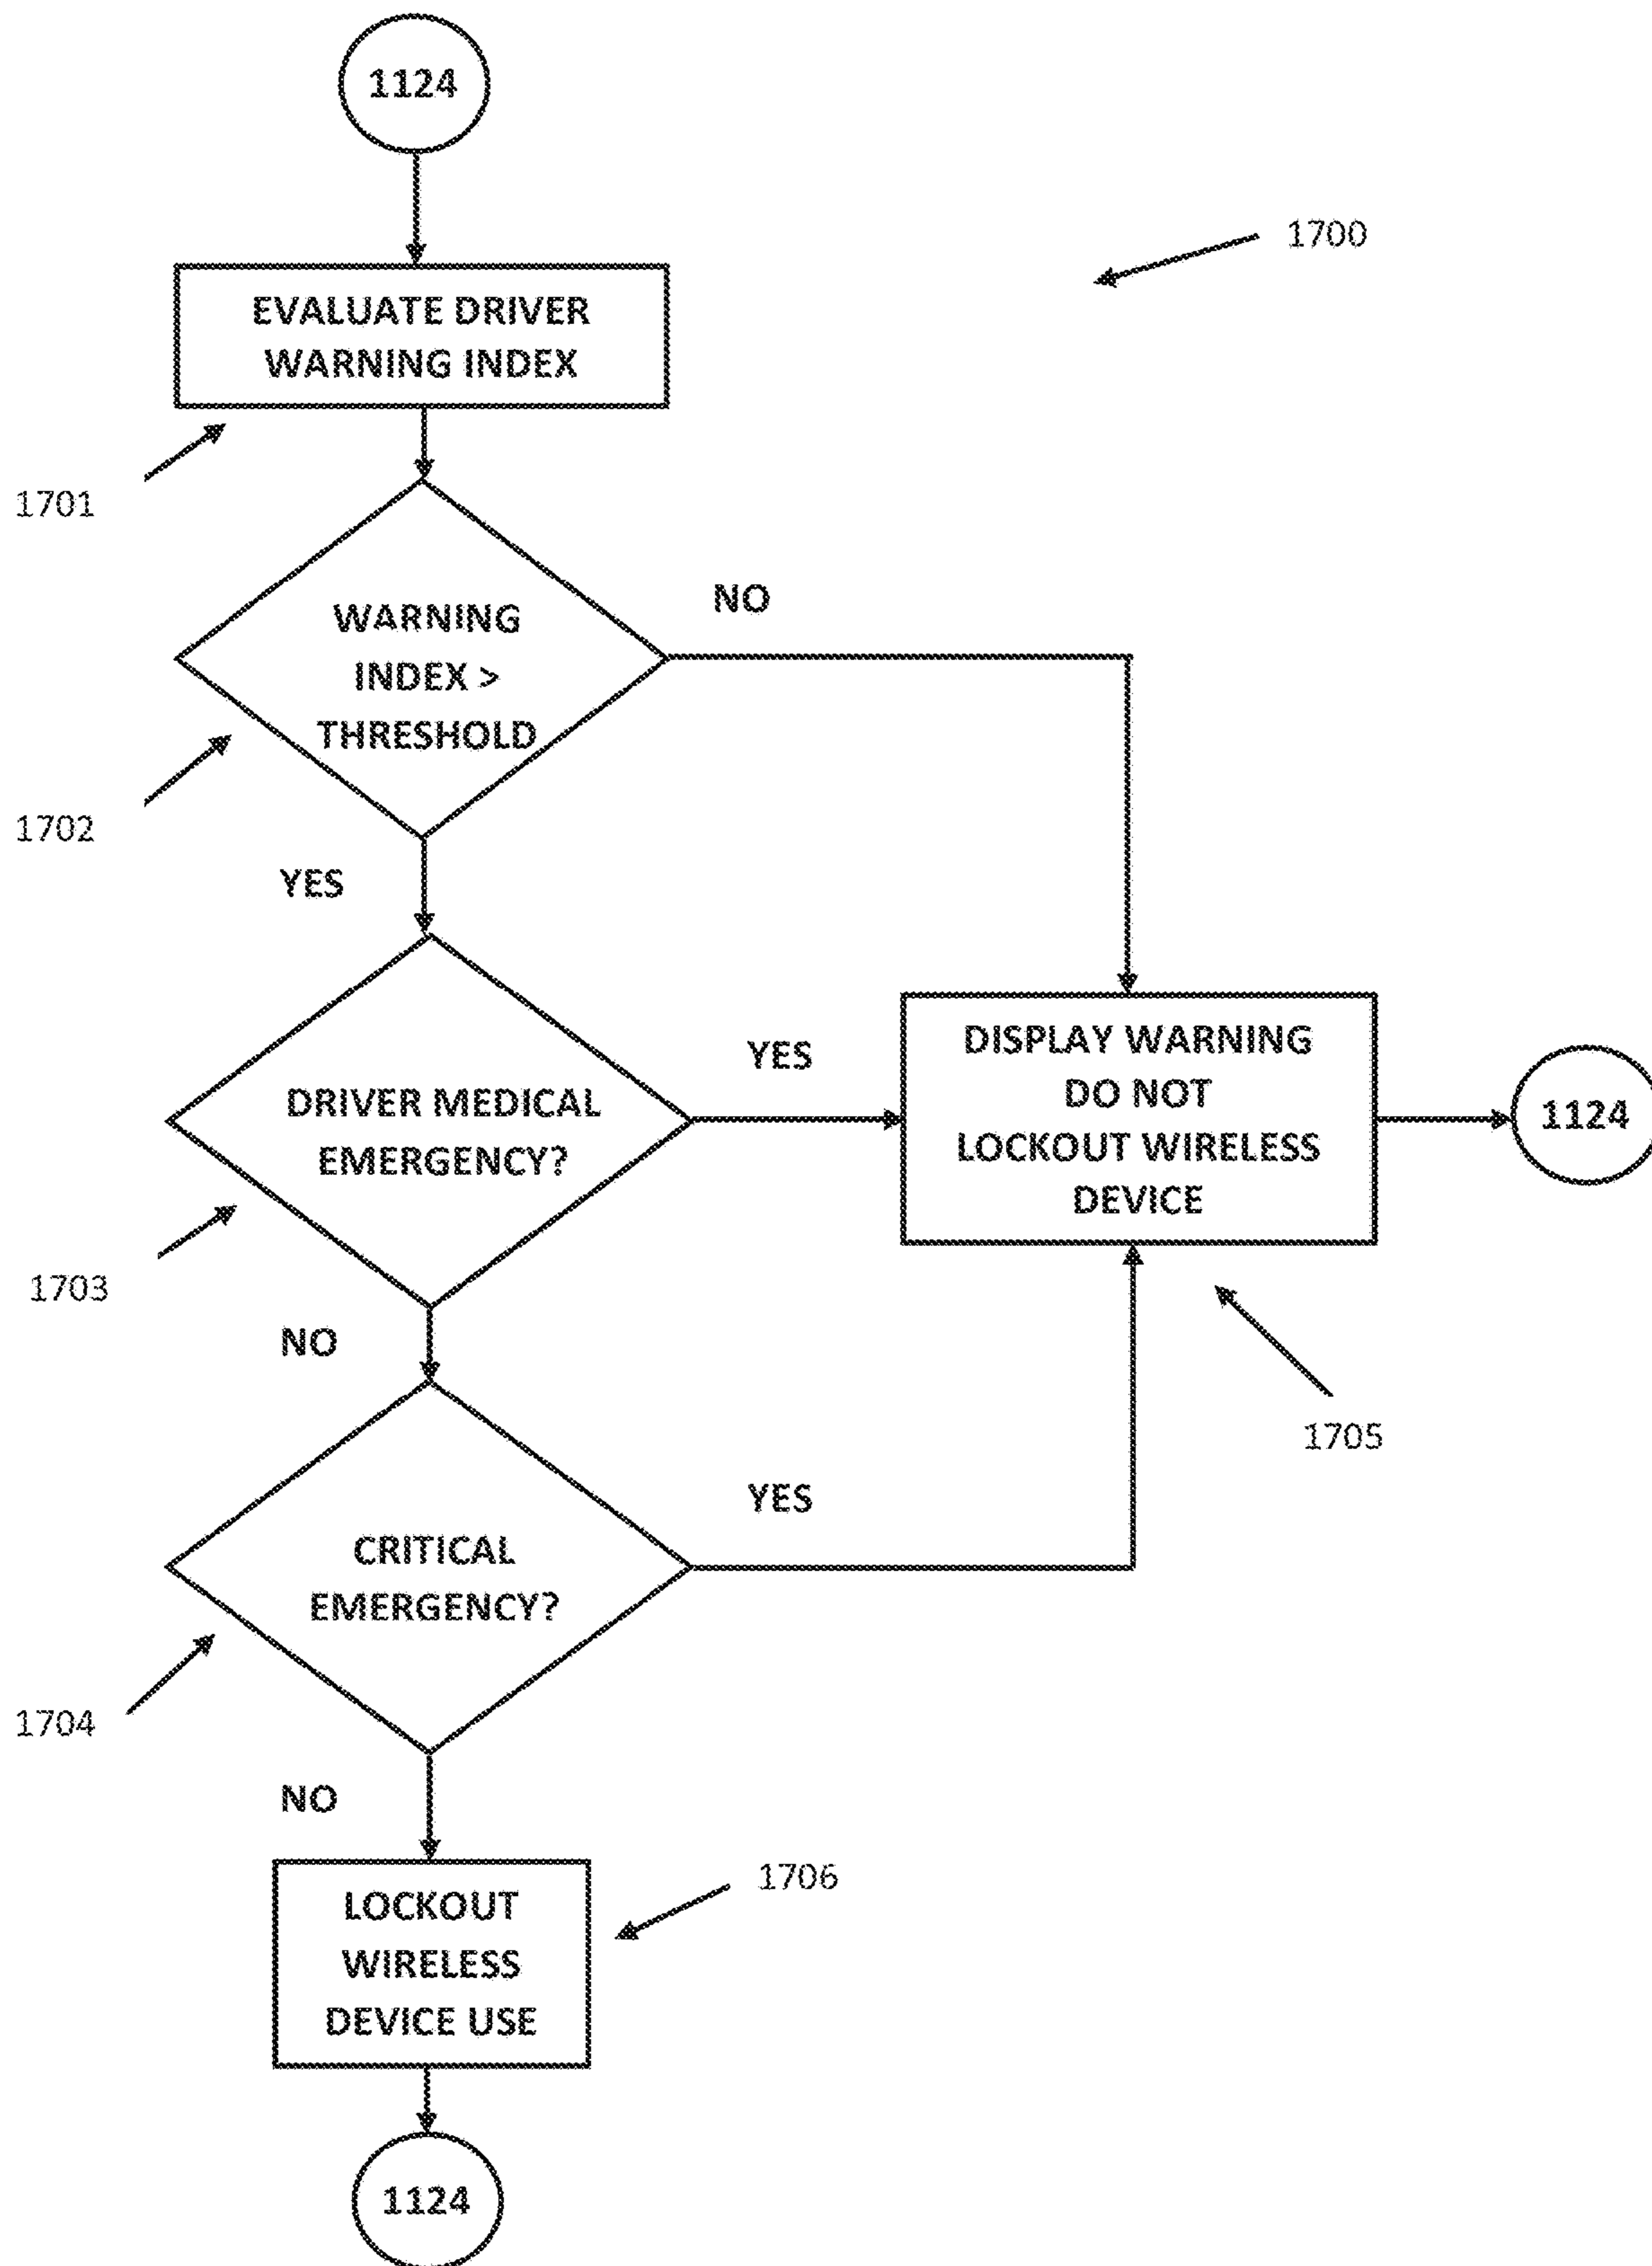 1124
1700
EVALUATE DRIVER
WARNING INDEX
1701
WARNING
INDEX >
THRESHOLD
NO
1702
YES
DRIVER MEDICAL
EMERGENCY?
YES
1703
DISPLAY WARNING
DO NOT
LOCKOUT WIRELESS
DEVICE
1124
1705
NO
CRITICAL
EMERGENCY?
YES
1704
NO
LOCKOUT
WIRELESS
DEVICE USE
1706
1124